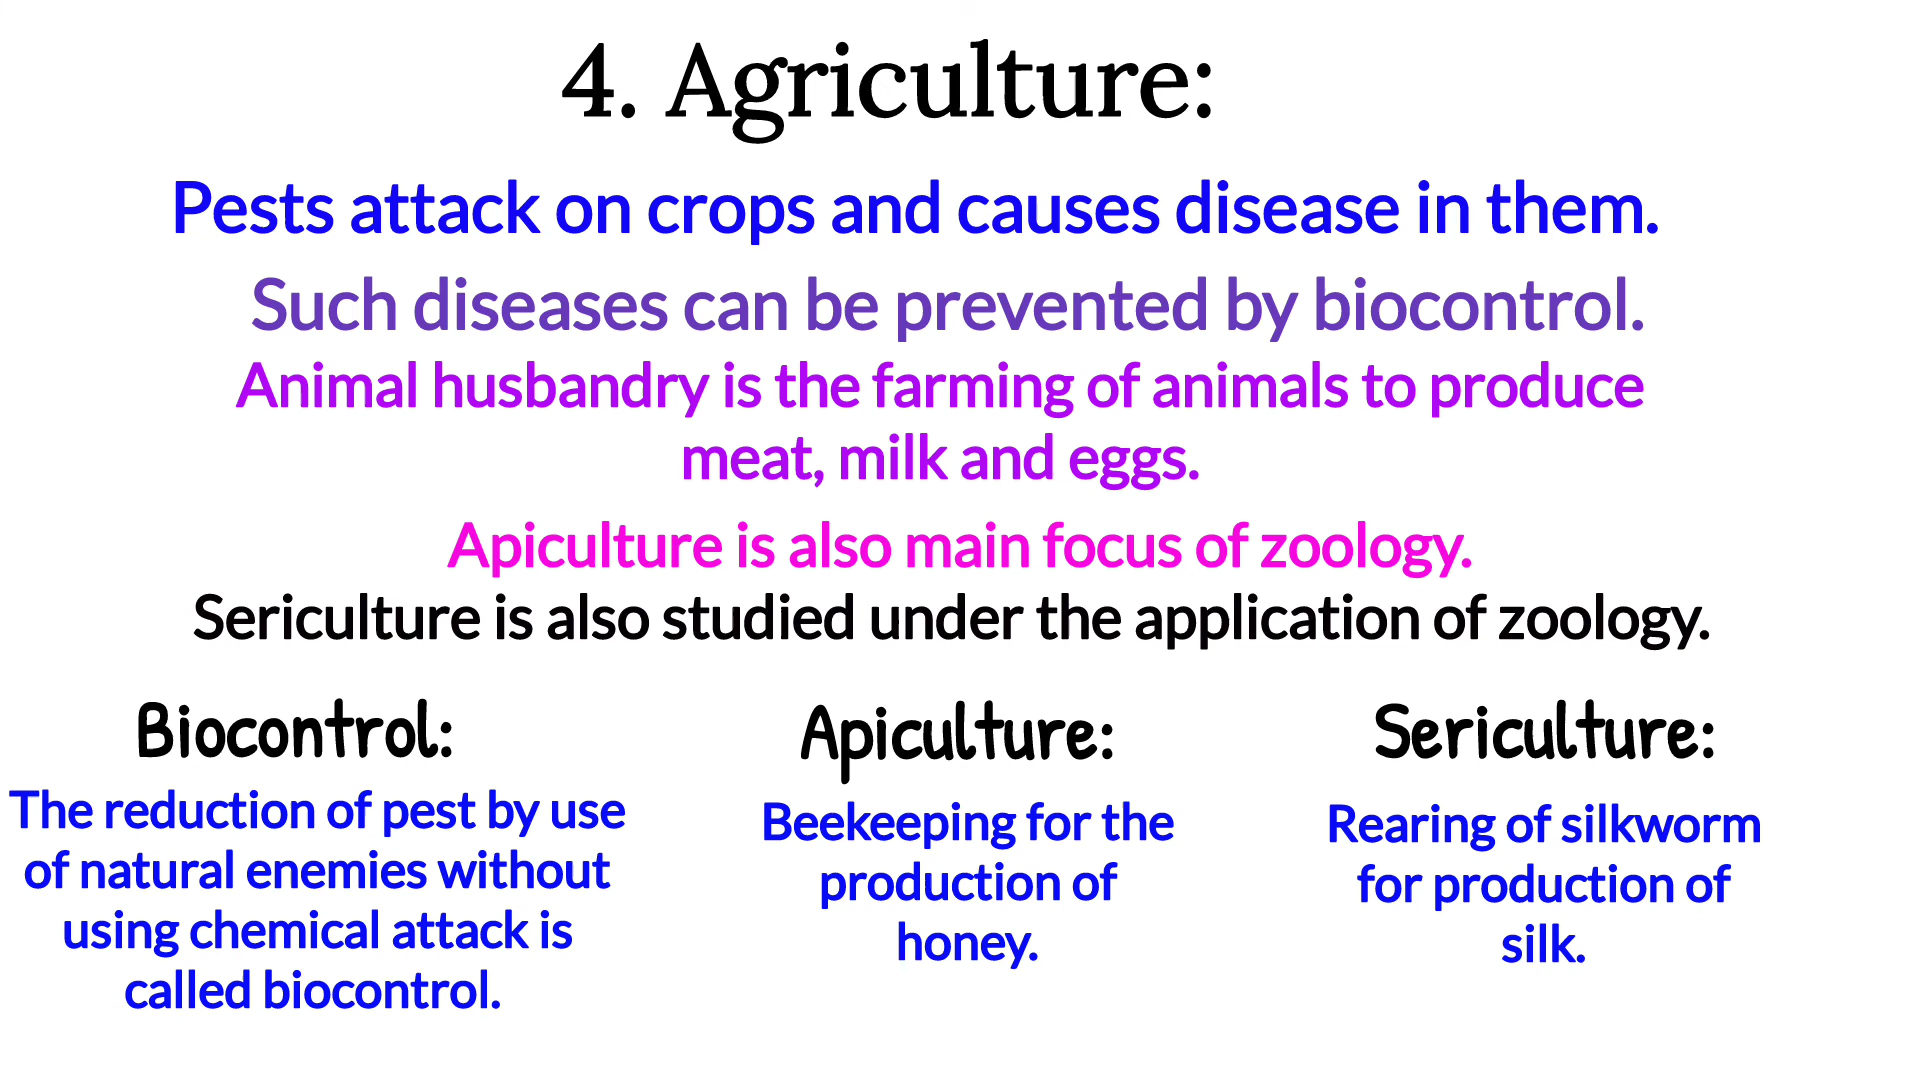 4. Agriculture:
Pests attack on crops and causes disease in them.
Such diseases can be prevented by biocontrol.
Animal husbandry is the farming of animals to produce
meat, milk and eggs.
Apiculture is also main focus of zoology.
Sericulture is also studied under the application of zoology.
Biocontrol:
The reduction of pest by use
of natural enemies without
using chemical attack is
called biocontrol.
Apiculture:
Beekeeping for the
production of
honey.
Sericulture:
Rearing of silkworm
for production of
silk.